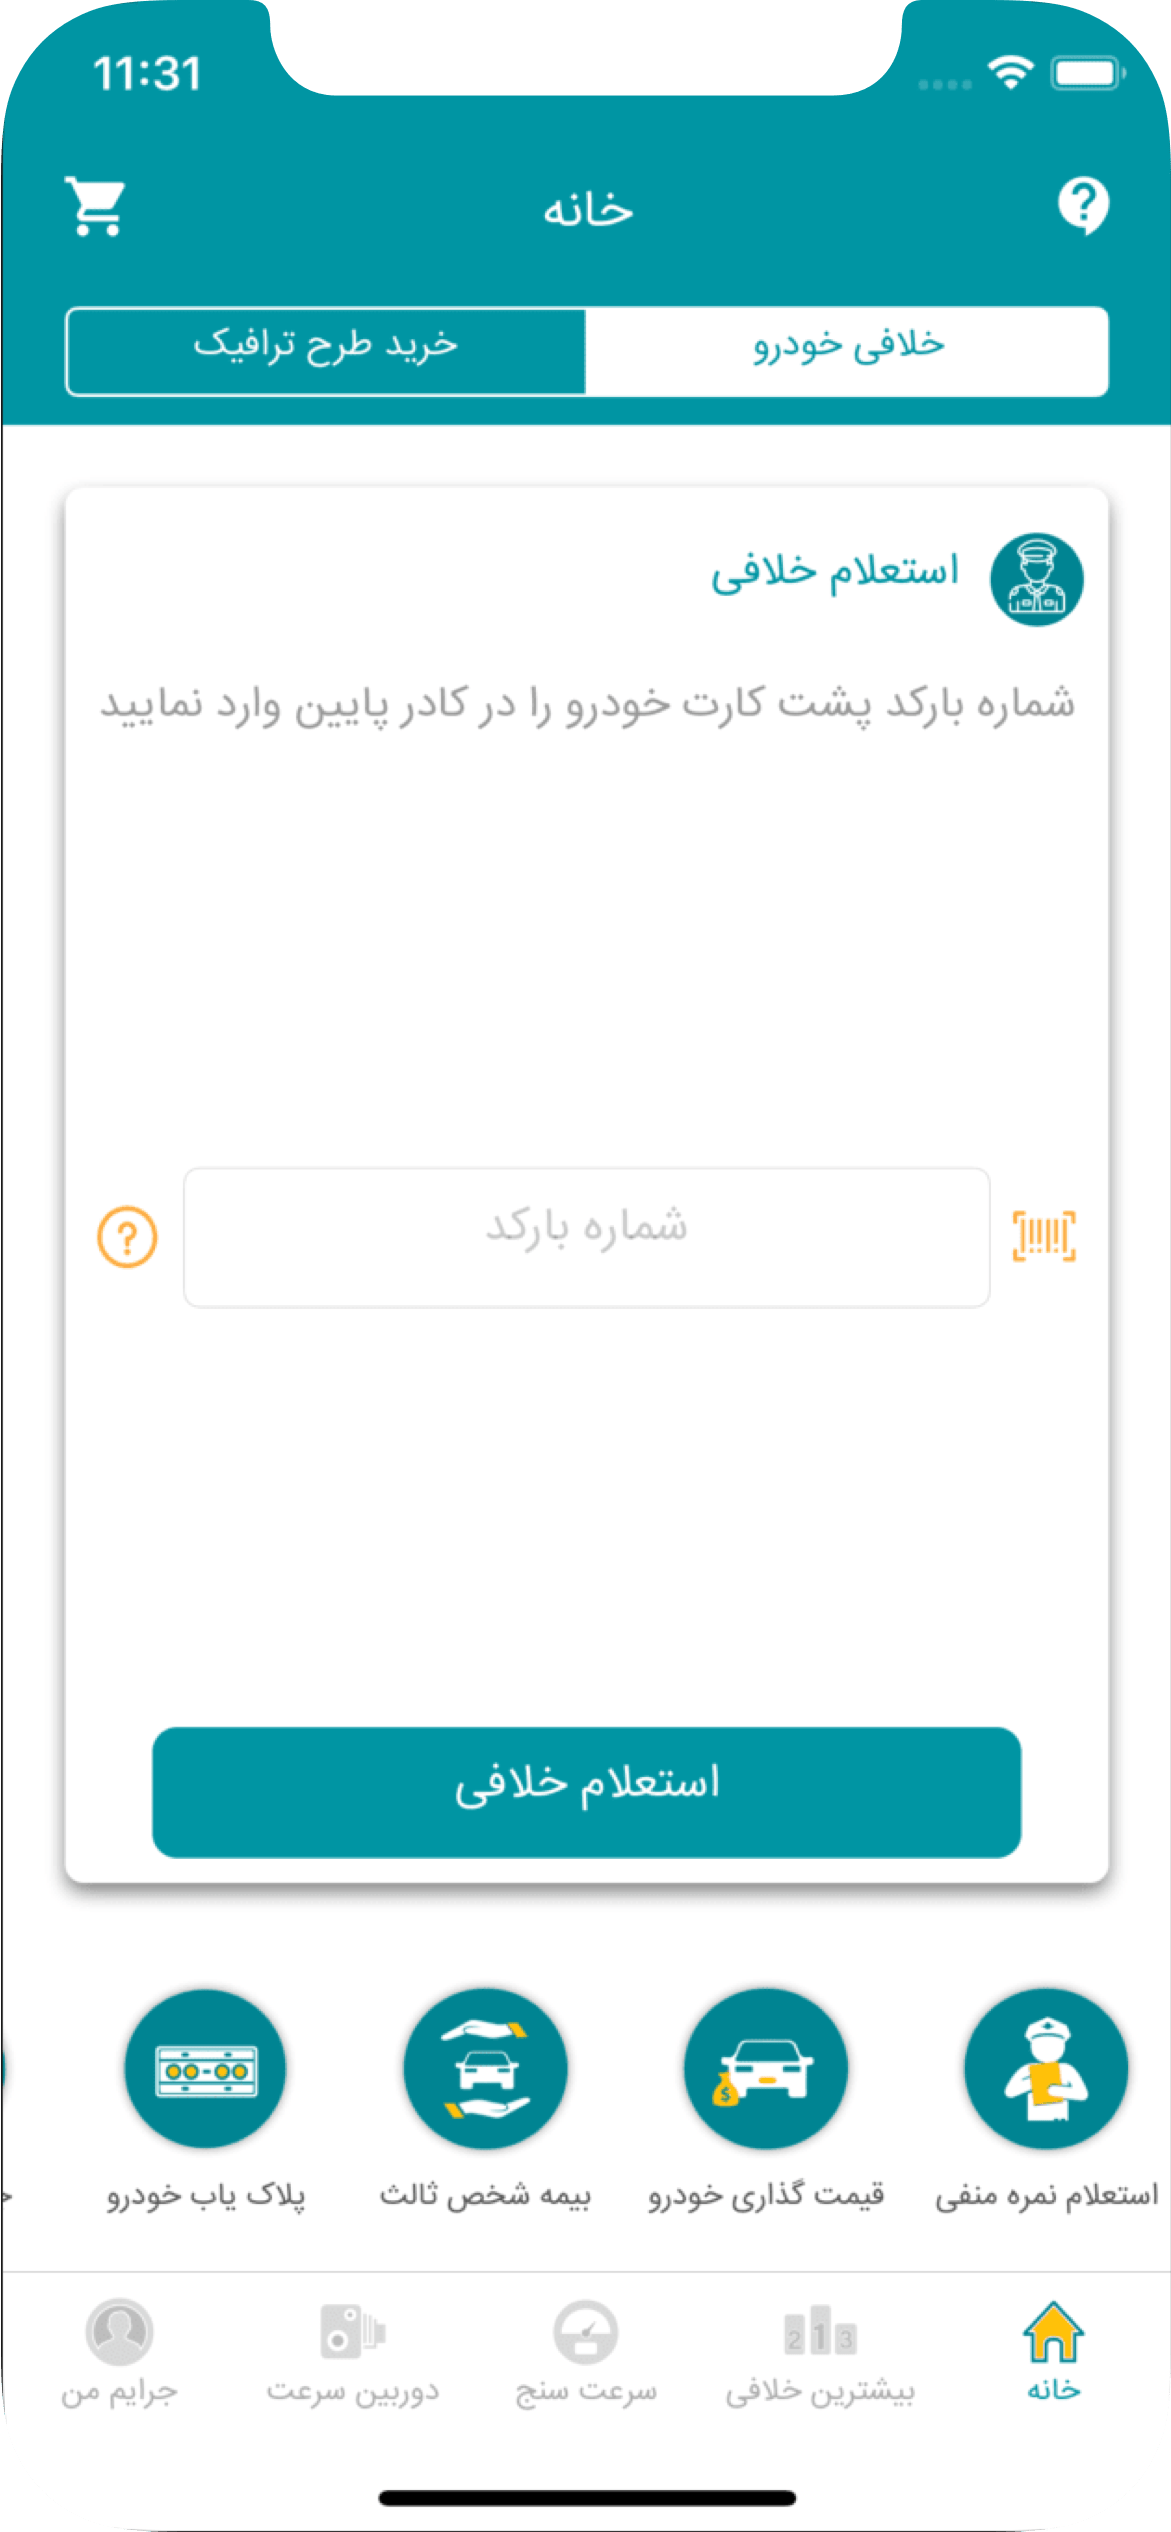 11:31
خانه
خلافی خودرو
خرید طرح ترافیک
استعلام خلافی
شماره بارکد پشت کارت خودرو را در کادر پایین وارد نمایید
شماره بارکد
استعلام خلافی
استعلام نمره منفی
قیمت گذاری خودرو
بیمه شخص ثالث
پلاک یاب خودرو
خانه
بیشترین خلافی
سرعت سنج
دوربین سرعت
جرایم من